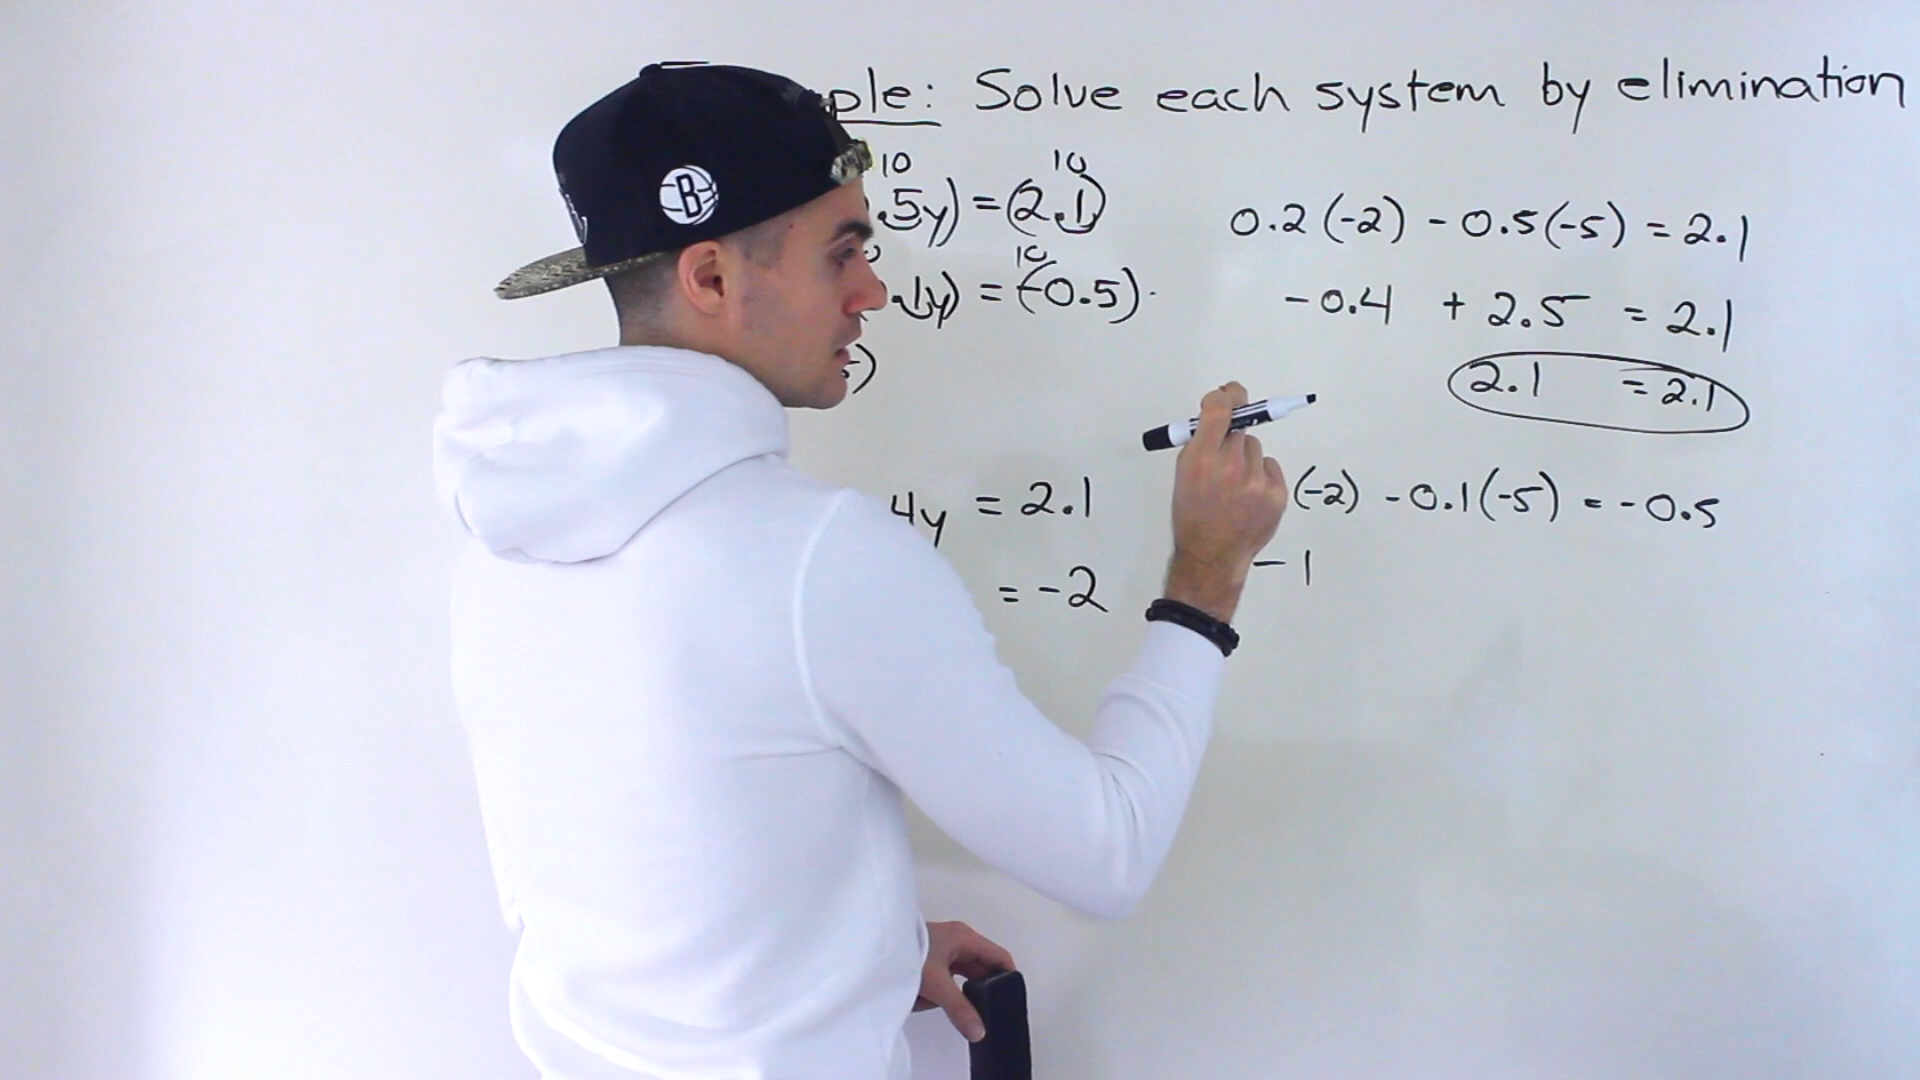 ple: Solve each system by elimination
10 10
.5y) = (2.1)
10
.1y) = (-0.5)
4y = 2.1
= -2
0.2(-2) - 0.5(-5) = 2.1
-0.4 + 2.5 = 2.1
2.1 = 2.1
(-2) - 0.1(-5) = -0.5
-1
B